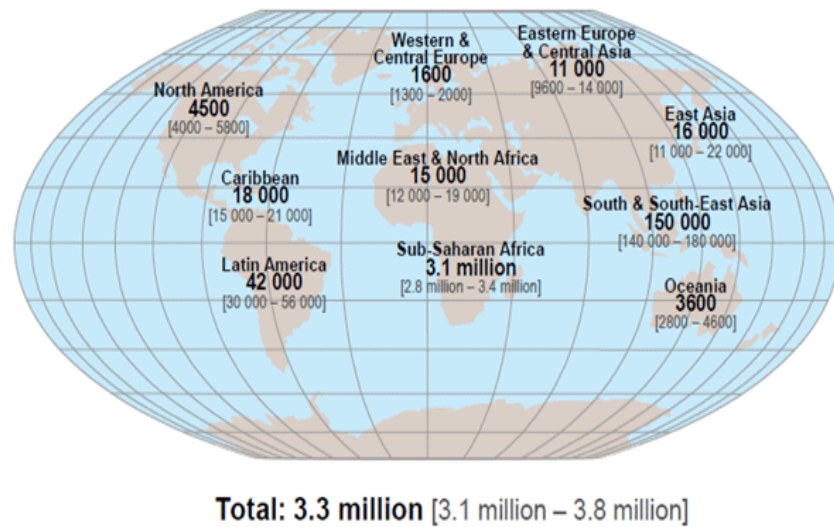 Western &
Central Europe
1600
[1300 – 2000]
Eastern Europe
& Central Asia
11 000
[9600 – 14 000]
North America
4500
[4000 – 5800]
East Asia
16 000
[11 000 – 22 000]
Middle East & North Africa
15 000
[12 000 – 19 000]
Caribbean
18 000
[15 000 – 21 000]
South & South-East Asia
150 000
[140 000 – 180 000]
Sub-Saharan Africa
3.1 million
[2.8 million – 3.4 million]
Latin America
42 000
[30 000 – 56 000]
Oceania
3600
[2800 – 4600]
Total: 3.3 million [3.1 million – 3.8 million]